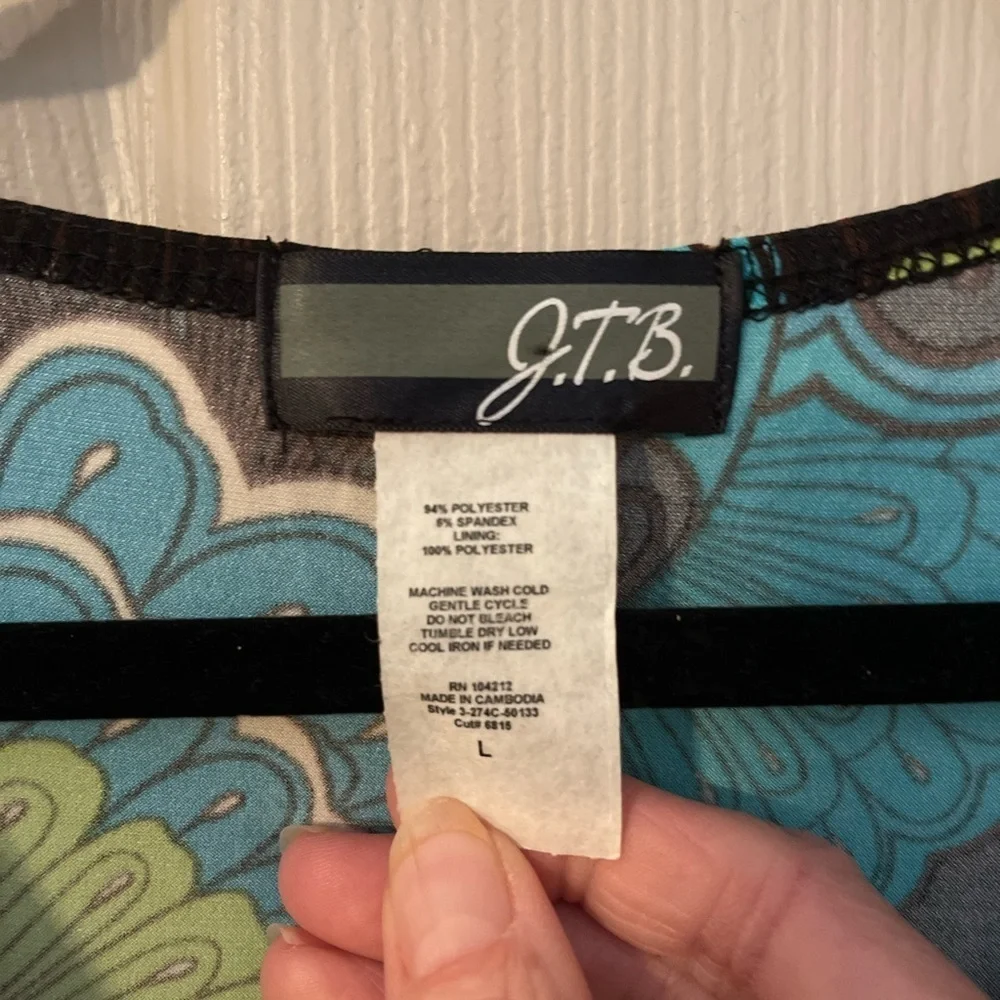 J.T.B.
94% POLYESTER
6% SPANDEX
LINING:
100% POLYESTER
MACHINE WASH COLD
GENTLE CYCLE
DO NOT BLEACH
TUMBLE DRY LOW
COOL IRON IF NEEDED
RN 104212
MADE IN CAMBODIA
Style 3-274C-50133
Cut# 6815
L